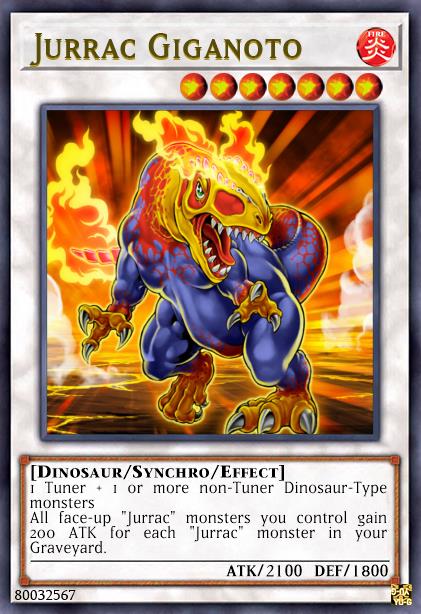 Jurrac Giganoto
FIRE
炎
[Dinosaur/Synchro/Effect]
1 Tuner + 1 or more non-Tuner Dinosaur-Type
monsters
All face-up "Jurrac" monsters you control gain
200 ATK for each "Jurrac" monster in your
Graveyard.
ATK/2100 DEF/1800
80032567